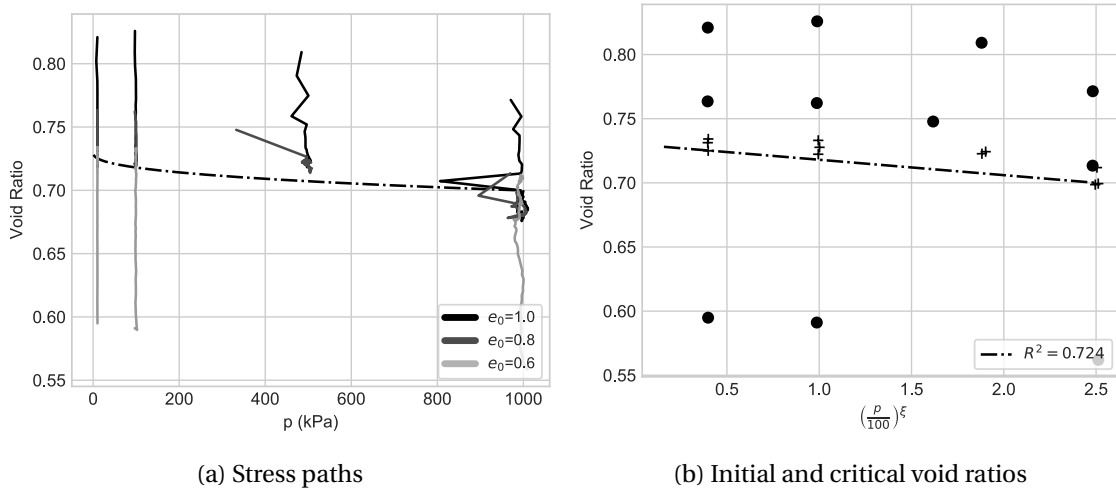 0.80
0.75
0.70
0.65
0.60
0.55
Void Ratio
0 200 400 600 800 1000
p (kPa)
e₀=1.0
e₀=0.8
e₀=0.6
(a) Stress paths
0.80
0.75
0.70
0.65
0.60
0.55
Void Ratio
0.5 1.0 1.5 2.0 2.5
(p/100)^ξ
R² = 0.724
(b) Initial and critical void ratios